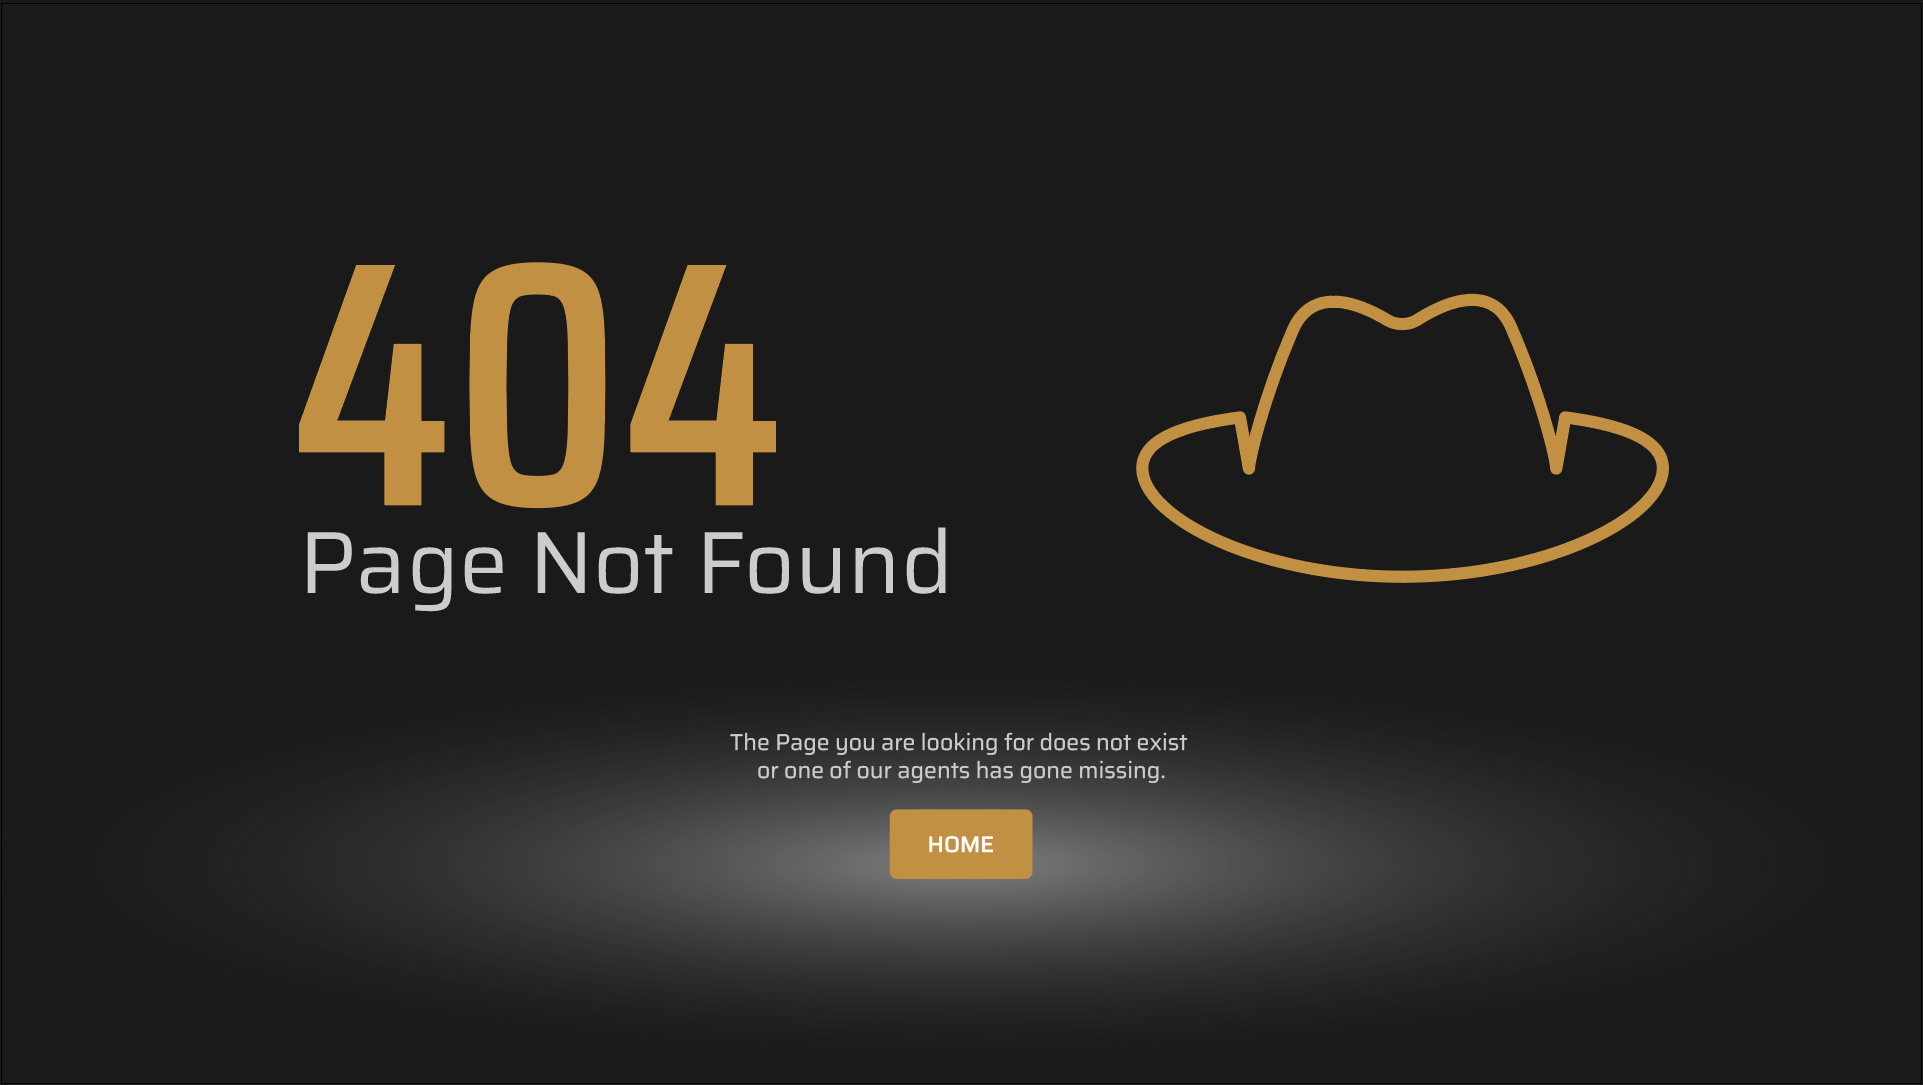 404
Page Not Found
The Page you are looking for does not exist
or one of our agents has gone missing.
HOME